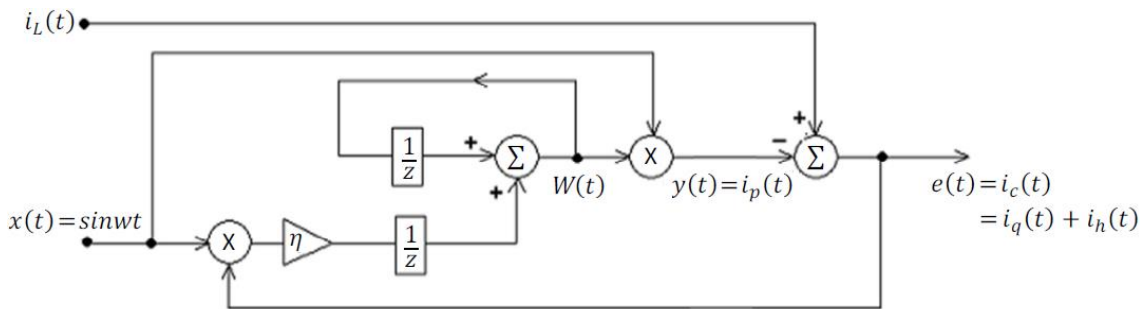 i_L(t)
+
1/z
+
Σ
X
−
Σ
+
W(t)
y(t)=i_p(t)
e(t)=i_c(t)
=i_q(t) + i_h(t)
x(t)=sinwt
X
η
1/z